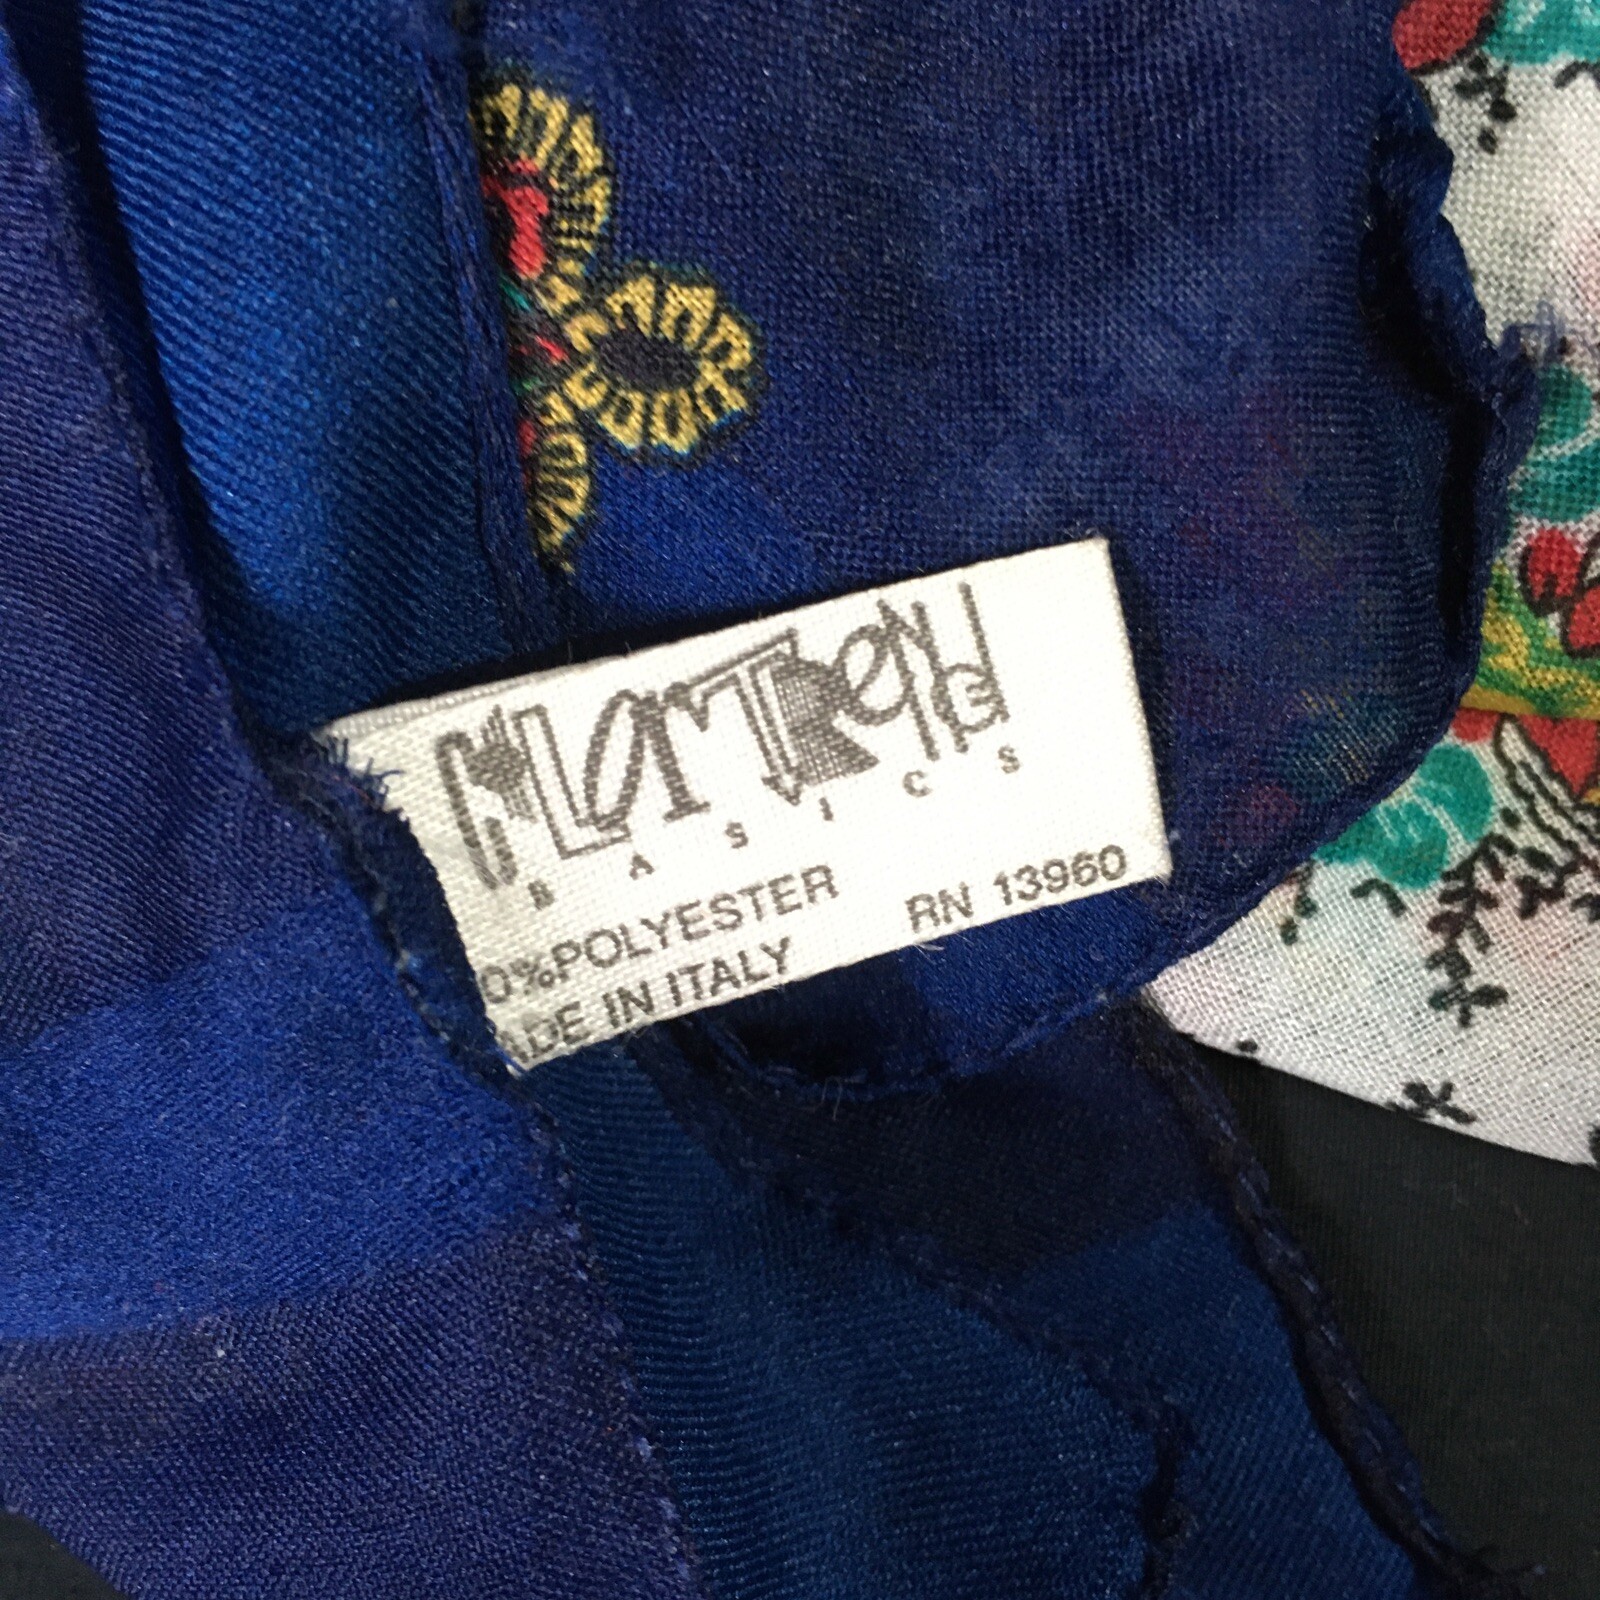 BASICS
0%POLYESTER RN 13960
ADE IN ITALY